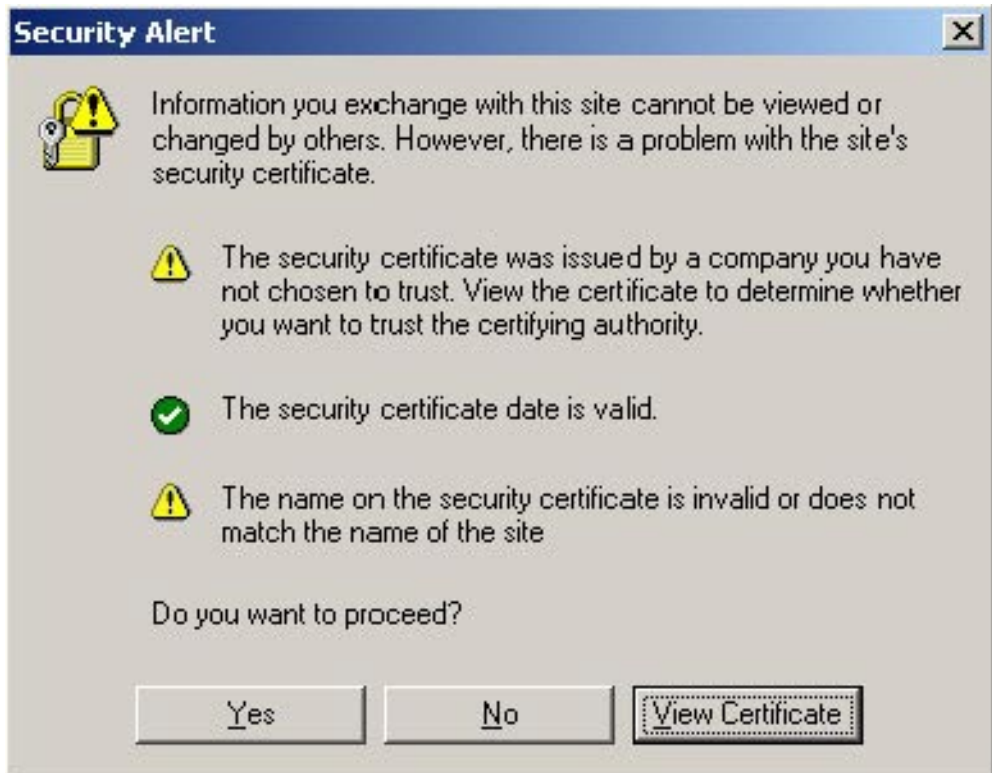 Security Alert
Information you exchange with this site cannot be viewed or
changed by others. However, there is a problem with the site's
security certificate.
The security certificate was issued by a company you have
not chosen to trust. View the certificate to determine whether
you want to trust the certifying authority.
The security certificate date is valid.
The name on the security certificate is invalid or does not
match the name of the site
Do you want to proceed?
Yes No View Certificate